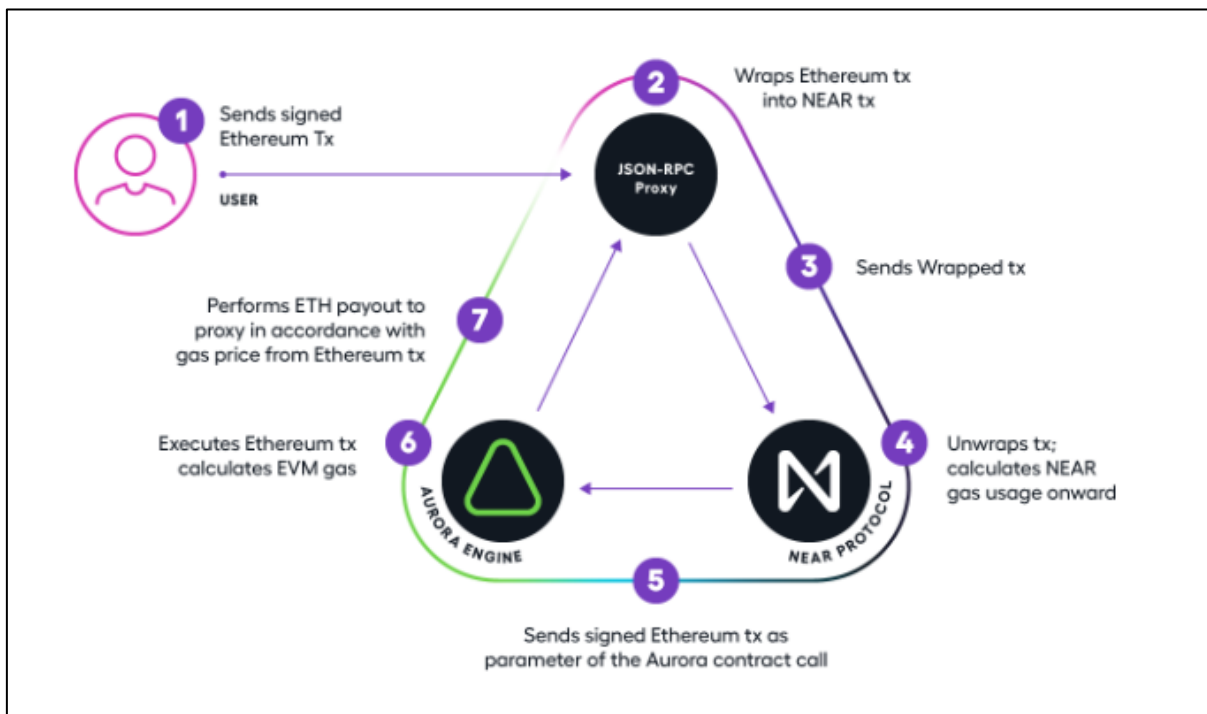 1
Sends signed
Ethereum Tx
USER
2
Wraps Ethereum tx
into NEAR tx
JSON-RPC
Proxy
3
Sends Wrapped tx
4
Unwraps tx;
calculates NEAR
gas usage onward
NEAR PROTOCOL
5
Sends signed Ethereum tx as
parameter of the Aurora contract call
6
Executes Ethereum tx
calculates EVM gas
AURORA ENGINE
7
Performs ETH payout to
proxy in accordance with
gas price from Ethereum tx